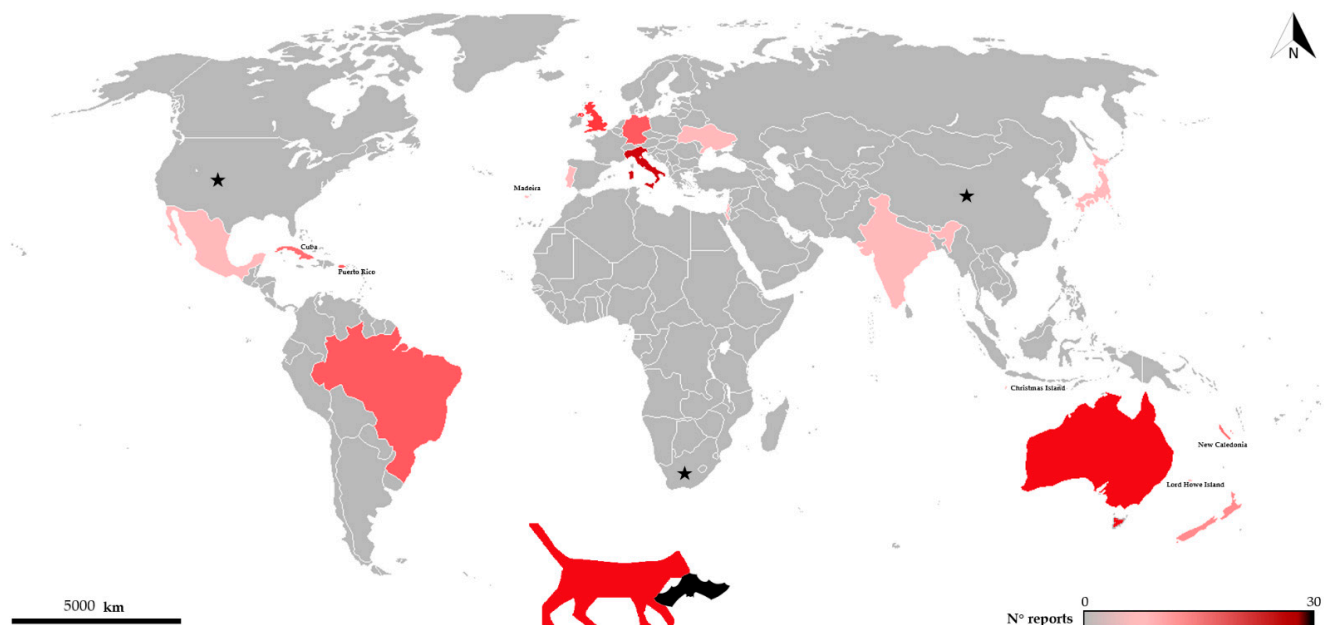 N
Madeira
Cuba
Puerto Rico
Christmas Island
New Caledonia
Lord Howe Island
5000 km
0 30
N° reports